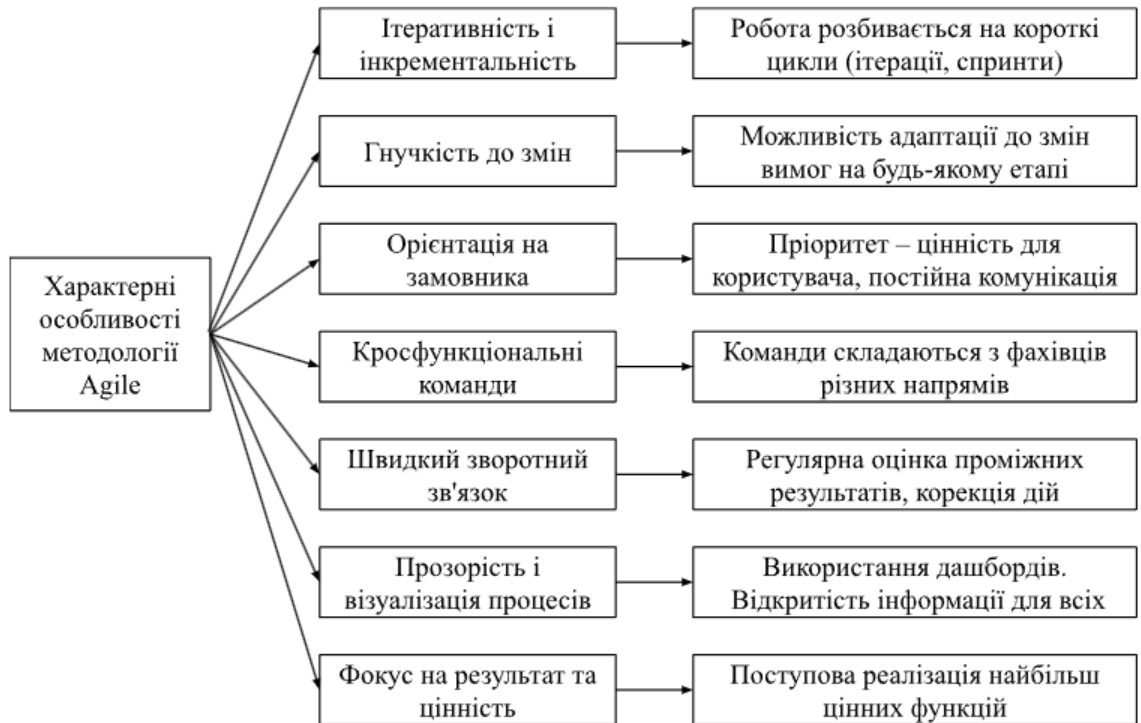 Ітеративність і
інкрементальність
Робота розбивається на короткі
цикли (ітерації, спринти)
Гнучкість до змін
Можливість адаптації до змін
вимог на будь-якому етапі
Орієнтація на
замовника
Пріоритет – цінність для
користувача, постійна комунікація
Характерні
особливості
методології
Agile
Кросфункціональні
команди
Команди складаються з фахівців
різних напрямів
Швидкий зворотний
зв'язок
Регулярна оцінка проміжних
результатів, корекція дій
Прозорість і
візуалізація процесів
Використання дашбордів.
Відкритість інформації для всіх
Фокус на результат та
цінність
Поступова реалізація найбільш
цінних функцій